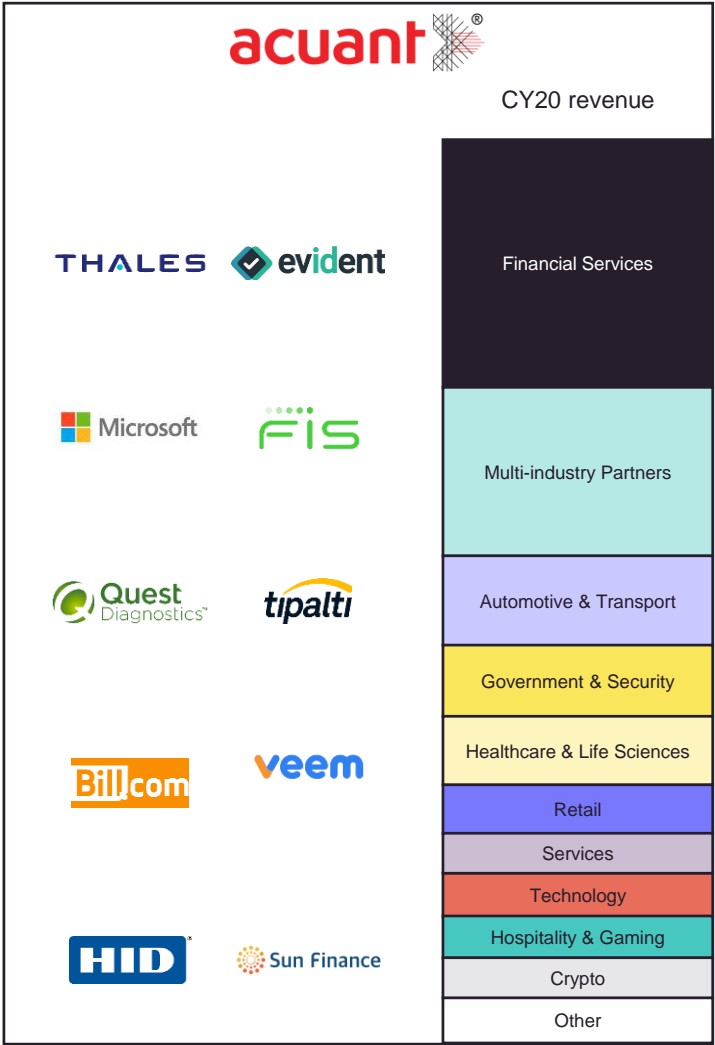 acuant®
CY20 revenue
THALES
evident
Financial Services
Microsoft
FIS
Multi-industry Partners
Quest
Diagnostics™
tipalti
Automotive & Transport
Government & Security
Bill.com
veem
Healthcare & Life Sciences
Retail
Services
Technology
HID®
Sun Finance
Hospitality & Gaming
Crypto
Other